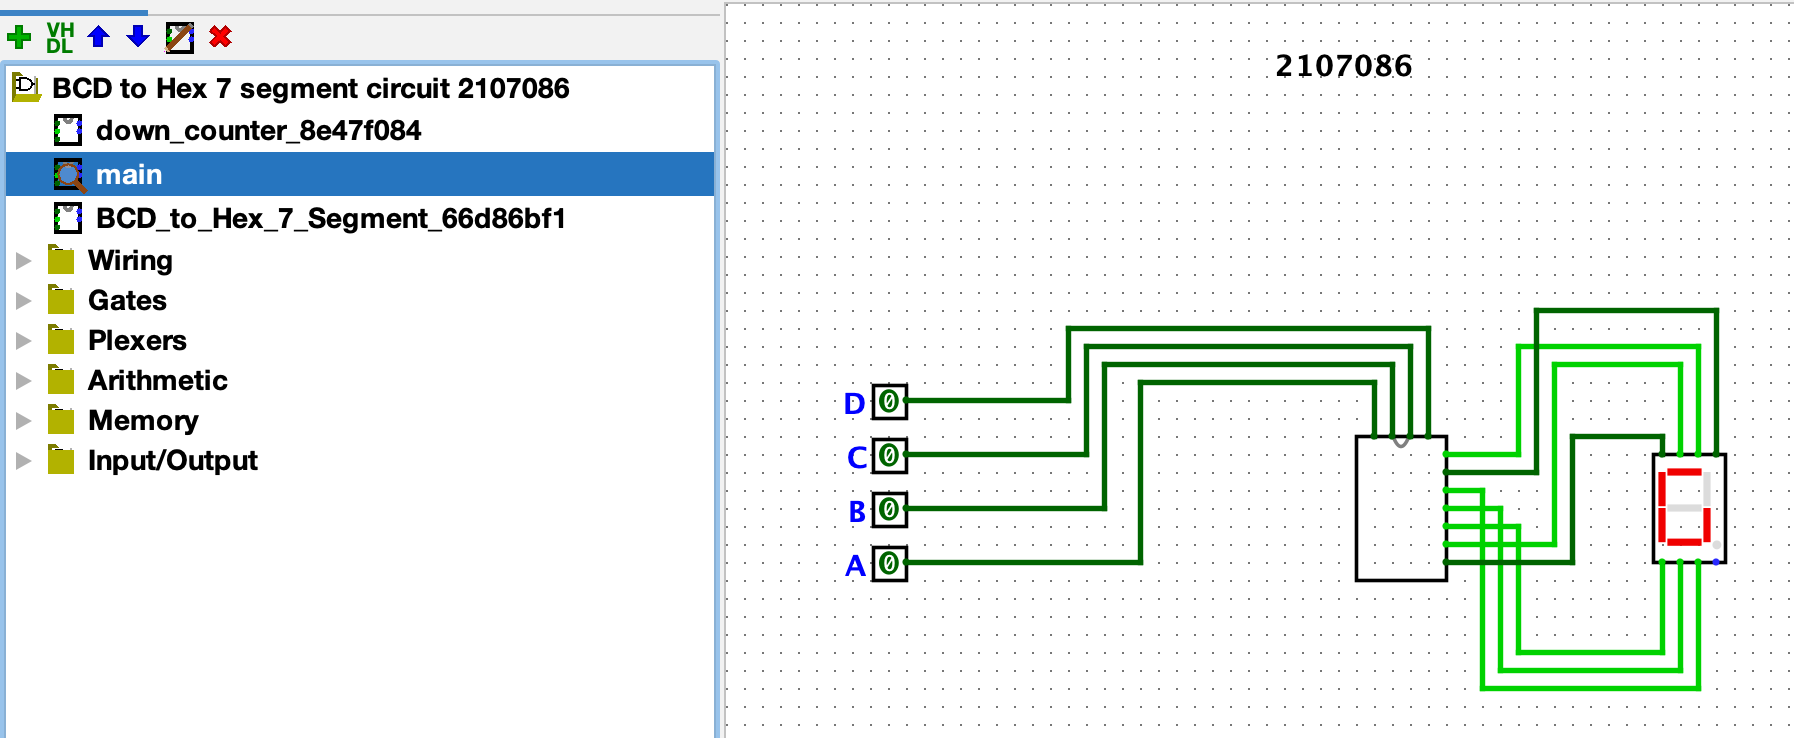 VH
DL
BCD to Hex 7 segment circuit 2107086
down_counter_8e47f084
main
BCD_to_Hex_7_Segment_66d86bf1
Wiring
Gates
Plexers
Arithmetic
Memory
Input/Output
2107086
D 0
C 0
B 0
A 0